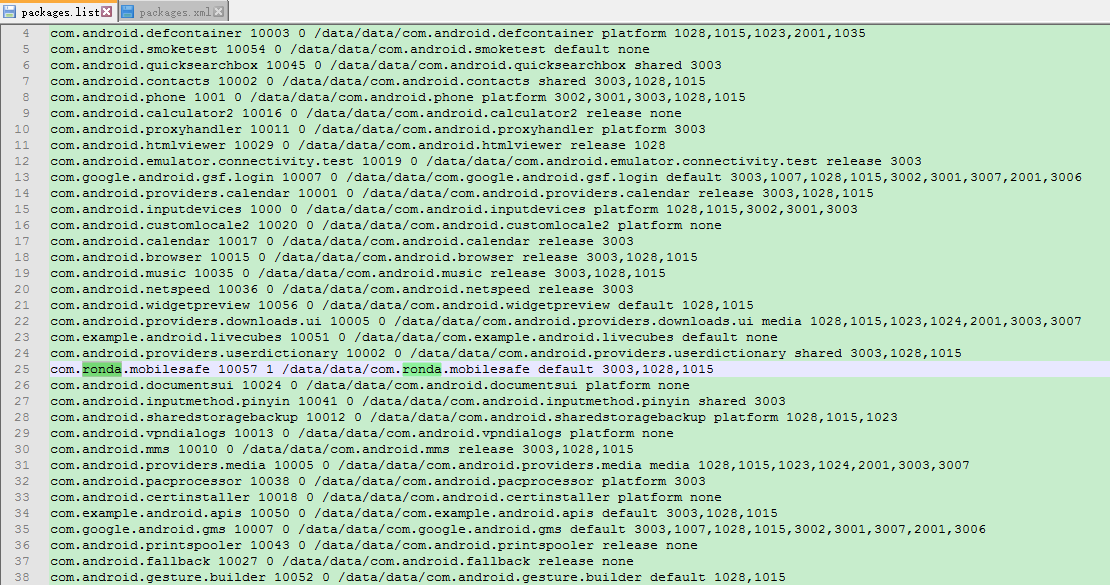 packages.list packages.xml
4 com.android.defcontainer 10003 0 /data/data/com.android.defcontainer platform 1028,1015,1023,2001,1035
5 com.android.smoketest 10054 0 /data/data/com.android.smoketest default none
6 com.android.quicksearchbox 10045 0 /data/data/com.android.quicksearchbox shared 3003
7 com.android.contacts 10002 0 /data/data/com.android.contacts shared 3003,1028,1015
8 com.android.phone 1001 0 /data/data/com.android.phone platform 3002,3001,3003,1028,1015
9 com.android.calculator2 10016 0 /data/data/com.android.calculator2 release none
10 com.android.proxyhandler 10011 0 /data/data/com.android.proxyhandler platform 3003
11 com.android.htmlviewer 10029 0 /data/data/com.android.htmlviewer release 1028
12 com.android.emulator.connectivity.test 10019 0 /data/data/com.android.emulator.connectivity.test release 3003
13 com.google.android.gsf.login 10007 0 /data/data/com.google.android.gsf.login default 3003,1007,1028,1015,3002,3001,3007,2001,3006
14 com.android.providers.calendar 10001 0 /data/data/com.android.providers.calendar release 3003,1028,1015
15 com.android.inputdevices 1000 0 /data/data/com.android.inputdevices platform 1028,1015,3002,3001,3003
16 com.android.customlocale2 10020 0 /data/data/com.android.customlocale2 platform none
17 com.android.calendar 10017 0 /data/data/com.android.calendar release 3003
18 com.android.browser 10015 0 /data/data/com.android.browser release 3003,1028,1015
19 com.android.music 10035 0 /data/data/com.android.music release 3003,1028,1015
20 com.android.netspeed 10036 0 /data/data/com.android.netspeed release 3003
21 com.android.widgetpreview 10056 0 /data/data/com.android.widgetpreview default 1028,1015
22 com.android.providers.downloads.ui 10005 0 /data/data/com.android.providers.downloads.ui media 1028,1015,1023,1024,2001,3003,3007
23 com.example.android.livecubes 10051 0 /data/data/com.example.android.livecubes default none
24 com.android.providers.userdictionary 10002 0 /data/data/com.android.providers.userdictionary shared 3003,1028,1015
25 com.ronda.mobilesafe 10057 1 /data/data/com.ronda.mobilesafe default 3003,1028,1015
26 com.android.documentsui 10024 0 /data/data/com.android.documentsui platform none
27 com.android.inputmethod.pinyin 10041 0 /data/data/com.android.inputmethod.pinyin shared 3003
28 com.android.sharedstoragebackup 10012 0 /data/data/com.android.sharedstoragebackup platform 1028,1015,1023
29 com.android.vpndialogs 10013 0 /data/data/com.android.vpndialogs platform none
30 com.android.mms 10010 0 /data/data/com.android.mms release 3003,1028,1015
31 com.android.providers.media 10005 0 /data/data/com.android.providers.media media 1028,1015,1023,1024,2001,3003,3007
32 com.android.pacprocessor 10038 0 /data/data/com.android.pacprocessor platform 3003
33 com.android.certinstaller 10018 0 /data/data/com.android.certinstaller platform none
34 com.example.android.apis 10050 0 /data/data/com.example.android.apis default 3003,1028,1015
35 com.google.android.gms 10007 0 /data/data/com.google.android.gms default 3003,1007,1028,1015,3002,3001,3007,2001,3006
36 com.android.printspooler 10043 0 /data/data/com.android.printspooler release none
37 com.android.fallback 10027 0 /data/data/com.android.fallback release none
38 com.android.gesture.builder 10052 0 /data/data/com.android.gesture.builder default 1028,1015